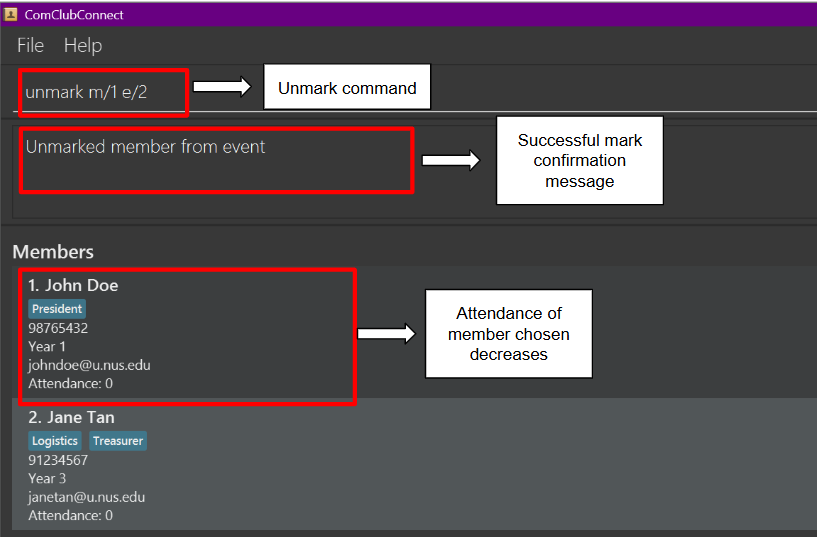 ComClubConnect
File Help
unmark m/1 e/2
Unmark command
Unmarked member from event
Successful mark
confirmation
message
Members
1. John Doe
President
98765432
Year 1
johndoe@u.nus.edu
Attendance: 0
Attendance of
member chosen
decreases
2. Jane Tan
Logistics Treasurer
91234567
Year 3
janetan@u.nus.edu
Attendance: 0